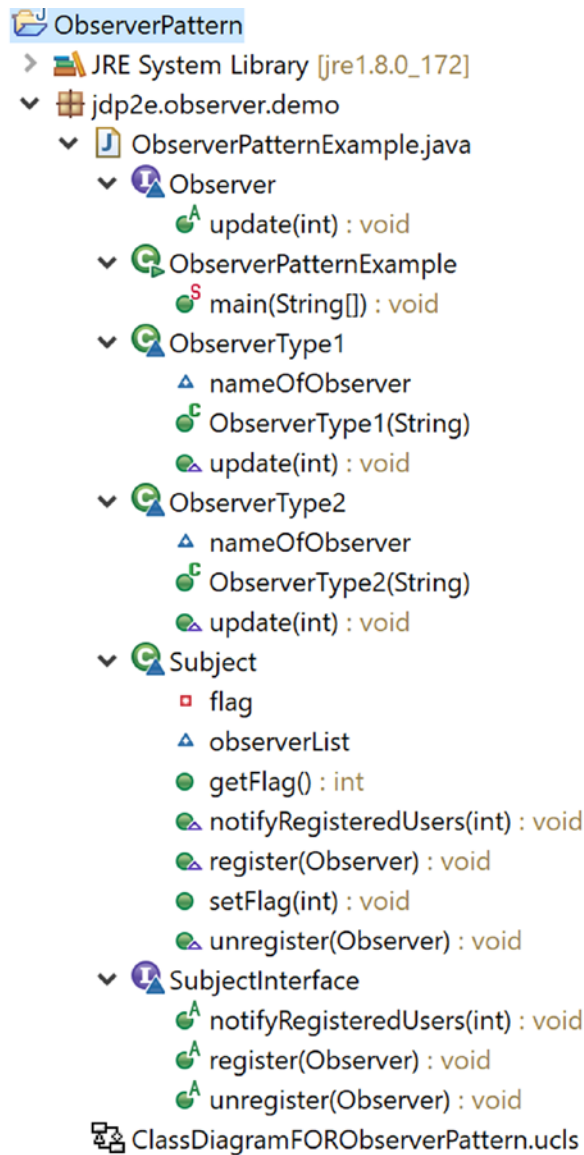 ObserverPattern
JRE System Library [jre1.8.0_172]
jdp2e.observer.demo
ObserverPatternExample.java
Observer
update(int) : void
ObserverPatternExample
main(String[]) : void
ObserverType1
nameOfObserver
ObserverType1(String)
update(int) : void
ObserverType2
nameOfObserver
ObserverType2(String)
update(int) : void
Subject
flag
observerList
getFlag() : int
notifyRegisteredUsers(int) : void
register(Observer) : void
setFlag(int) : void
unregister(Observer) : void
SubjectInterface
notifyRegisteredUsers(int) : void
register(Observer) : void
unregister(Observer) : void
ClassDiagramFORObserverPattern.ucls